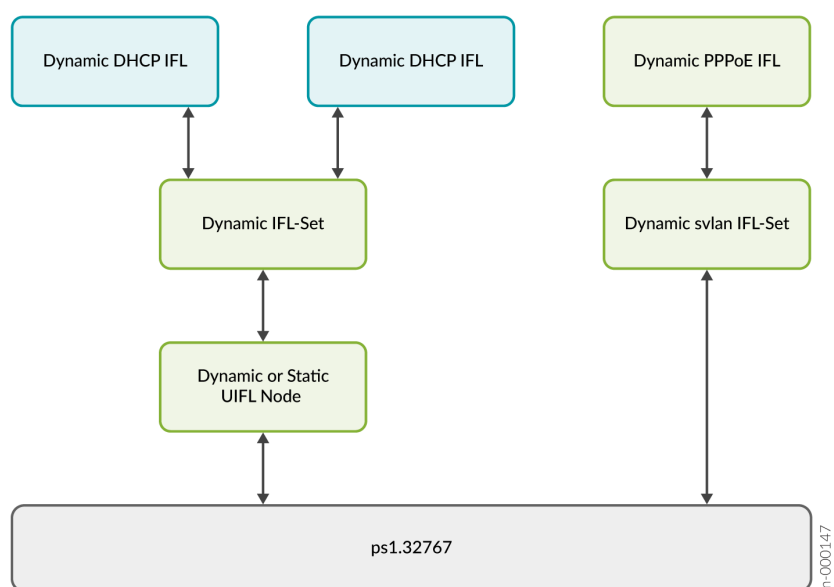 Dynamic DHCP IFL
Dynamic DHCP IFL
Dynamic PPPoE IFL
Dynamic IFL-Set
Dynamic svlan IFL-Set
Dynamic or Static
UIFL Node
ps1.32767